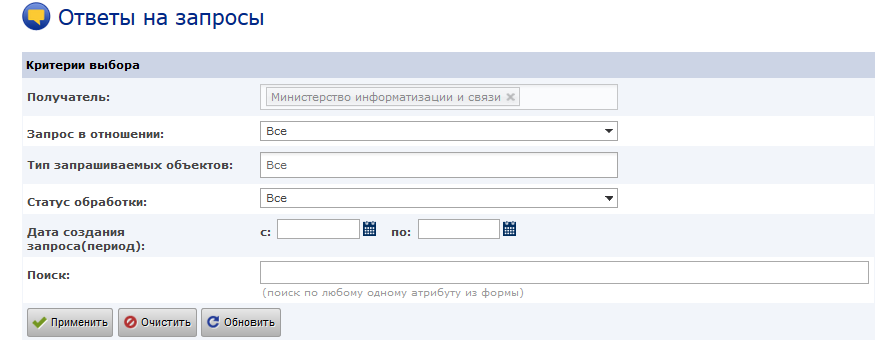 Ответы на запросы
Критерии выбора
Получатель: Министерство информатизации и связи
Запрос в отношении: Все
Тип запрашиваемых объектов: Все
Статус обработки: Все
Дата создания запроса(период): с: по:
Поиск:
(поиск по любому одному атрибуту из формы)
Применить Очистить Обновить